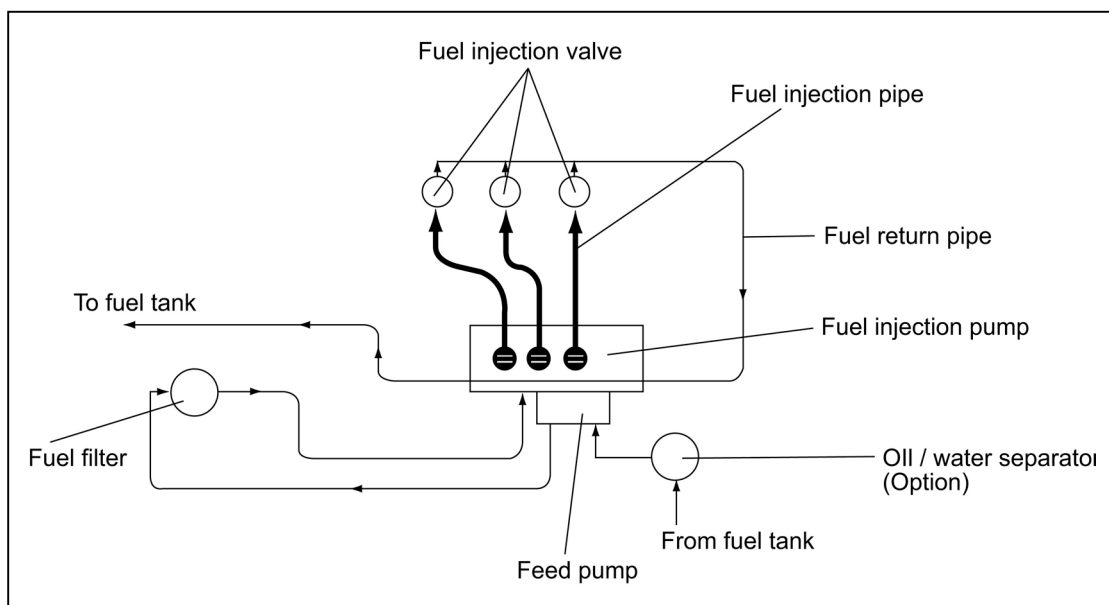 Fuel injection valve
Fuel injection pipe
Fuel return pipe
To fuel tank
Fuel injection pump
Fuel filter
OIl / water separator
(Option)
From fuel tank
Feed pump